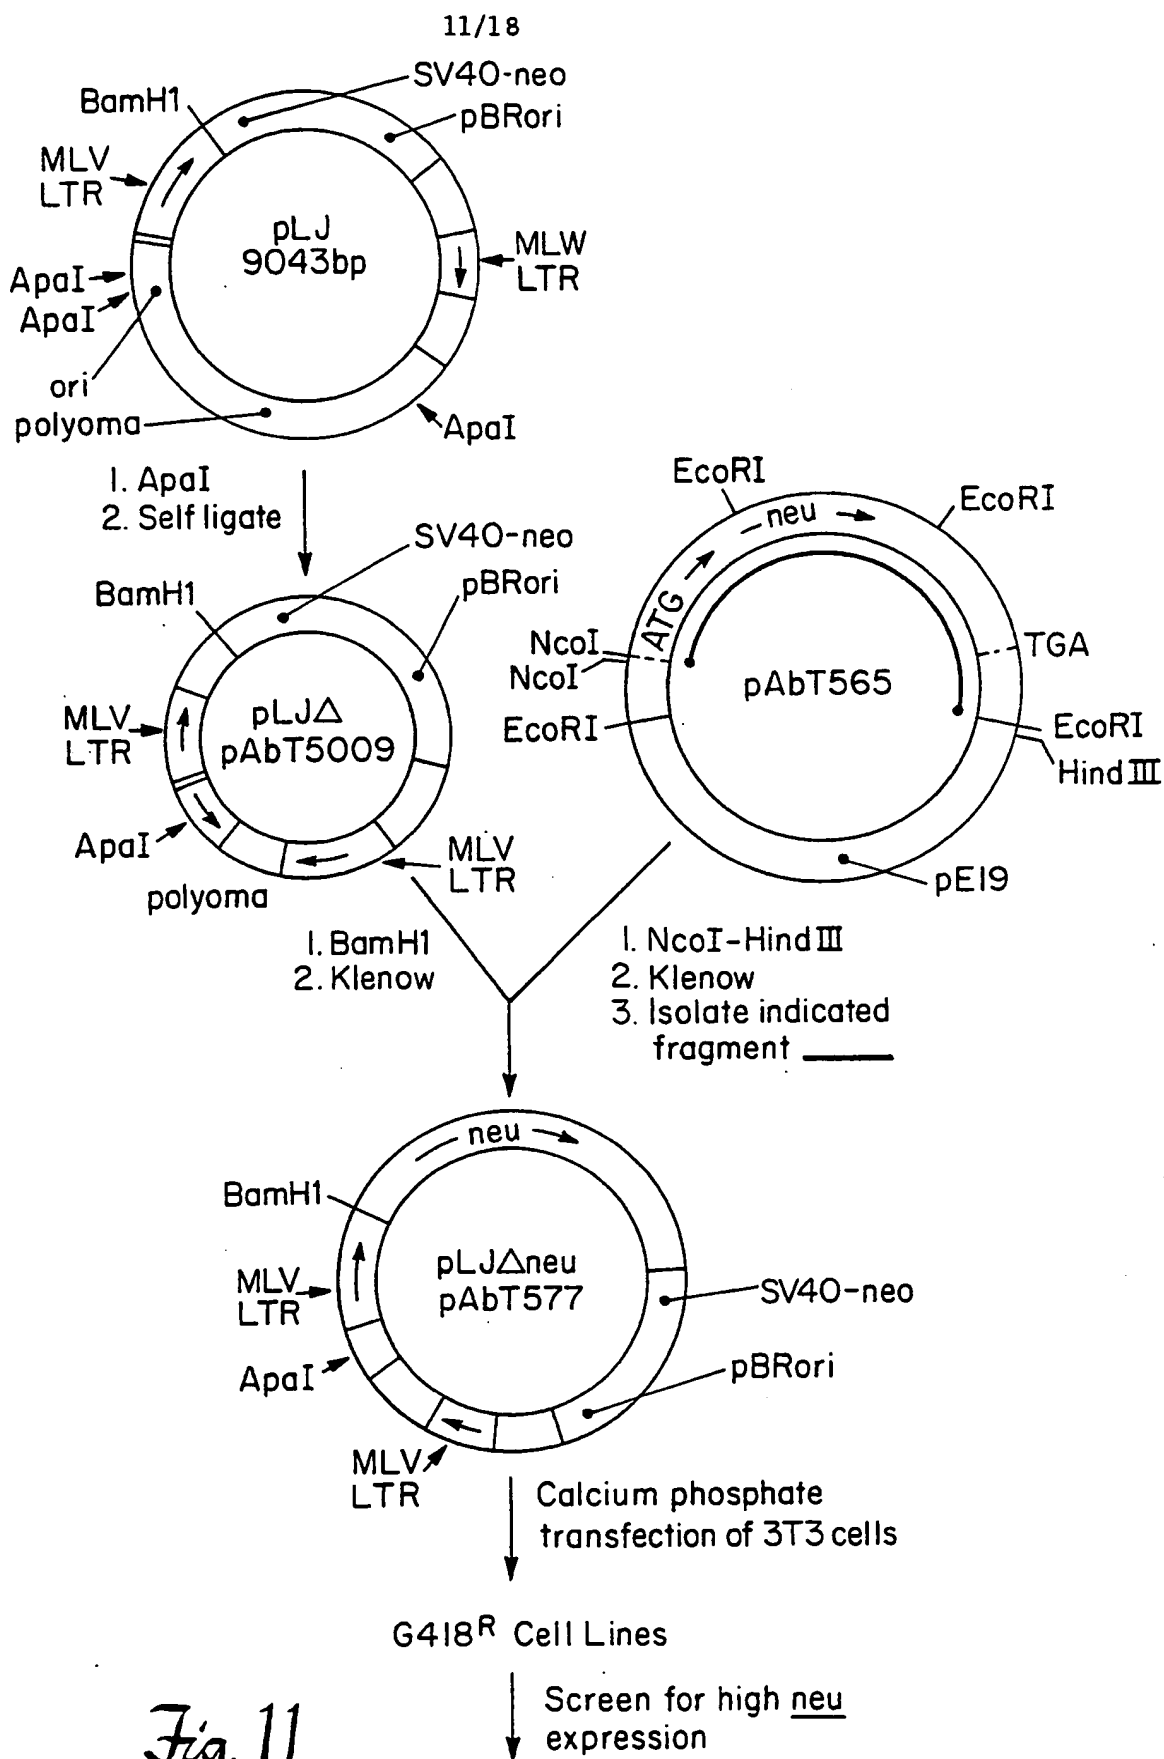 11/18
SV40-neo
BamH1
pBRori
MLV
LTR
pLJ
9043bp
MLW
LTR
ApaI
ApaI
ori
polyoma
ApaI
1. ApaI
2. Self ligate
EcoRI
EcoRI
neu
SV40-neo
pBRori
BamH1
ATG
NcoI
NcoI
TGA
pAbT565
MLV
LTR
pLJΔ
pAbT5009
EcoRI
EcoRI
Hind III
ApaI
MLV
LTR
polyoma
pE19
1. BamH1
2. Klenow
1. NcoI-Hind III
2. Klenow
3. Isolate indicated
fragment
neu
BamH1
pLJΔneu
pAbT577
MLV
LTR
SV40-neo
ApaI
pBRori
MLV
LTR
Calcium phosphate
transfection of 3T3 cells
G418ᴿ Cell Lines
Screen for high neu
expression
Fig. 11